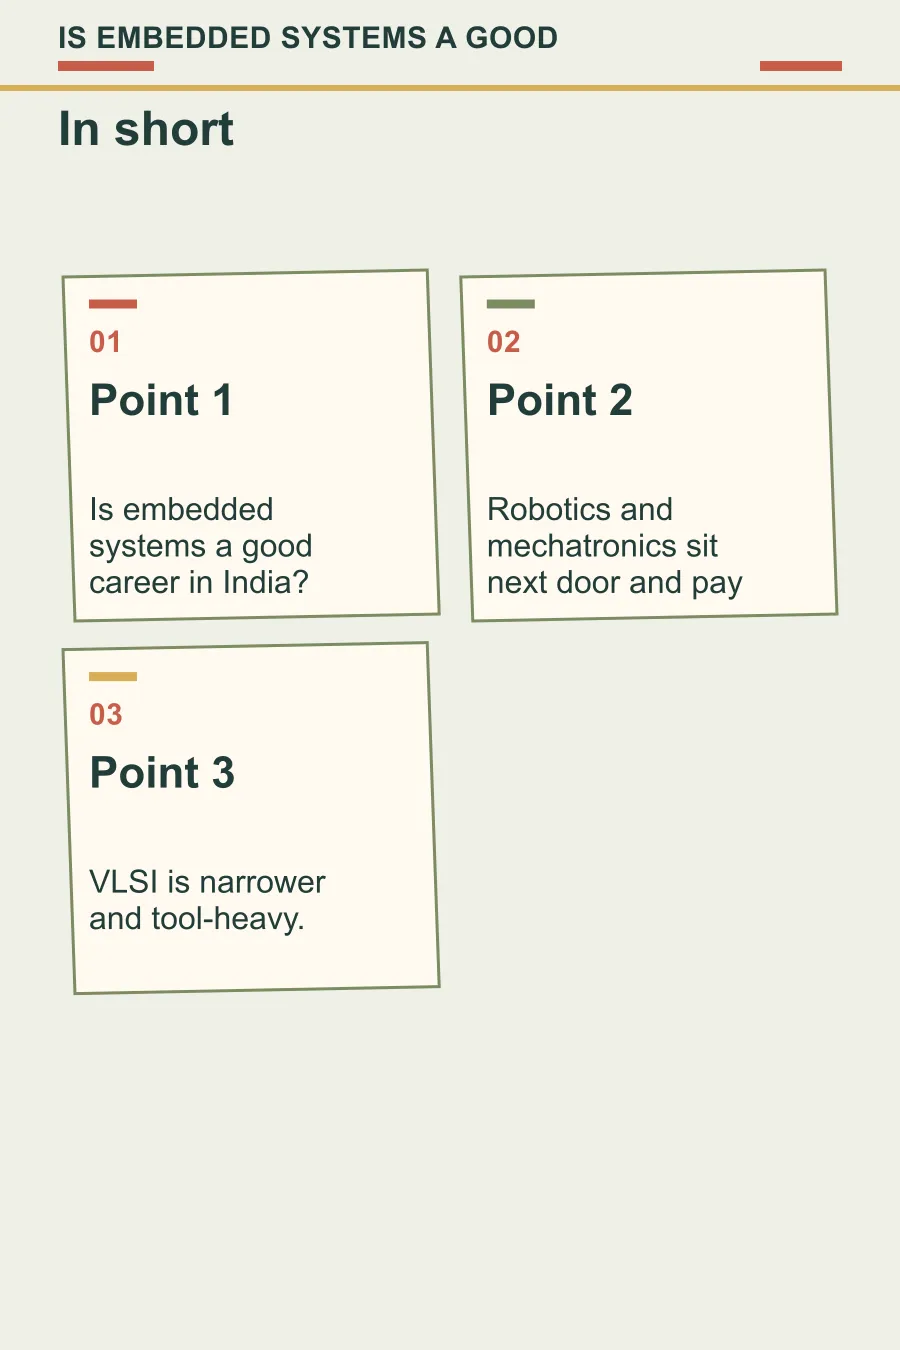 IS EMBEDDED SYSTEMS A GOOD
In short
01
Point 1
Is embedded
systems a good
career in India?
02
Point 2
Robotics and
mechatronics sit
next door and pay
03
Point 3
VLSI is narrower
and tool-heavy.